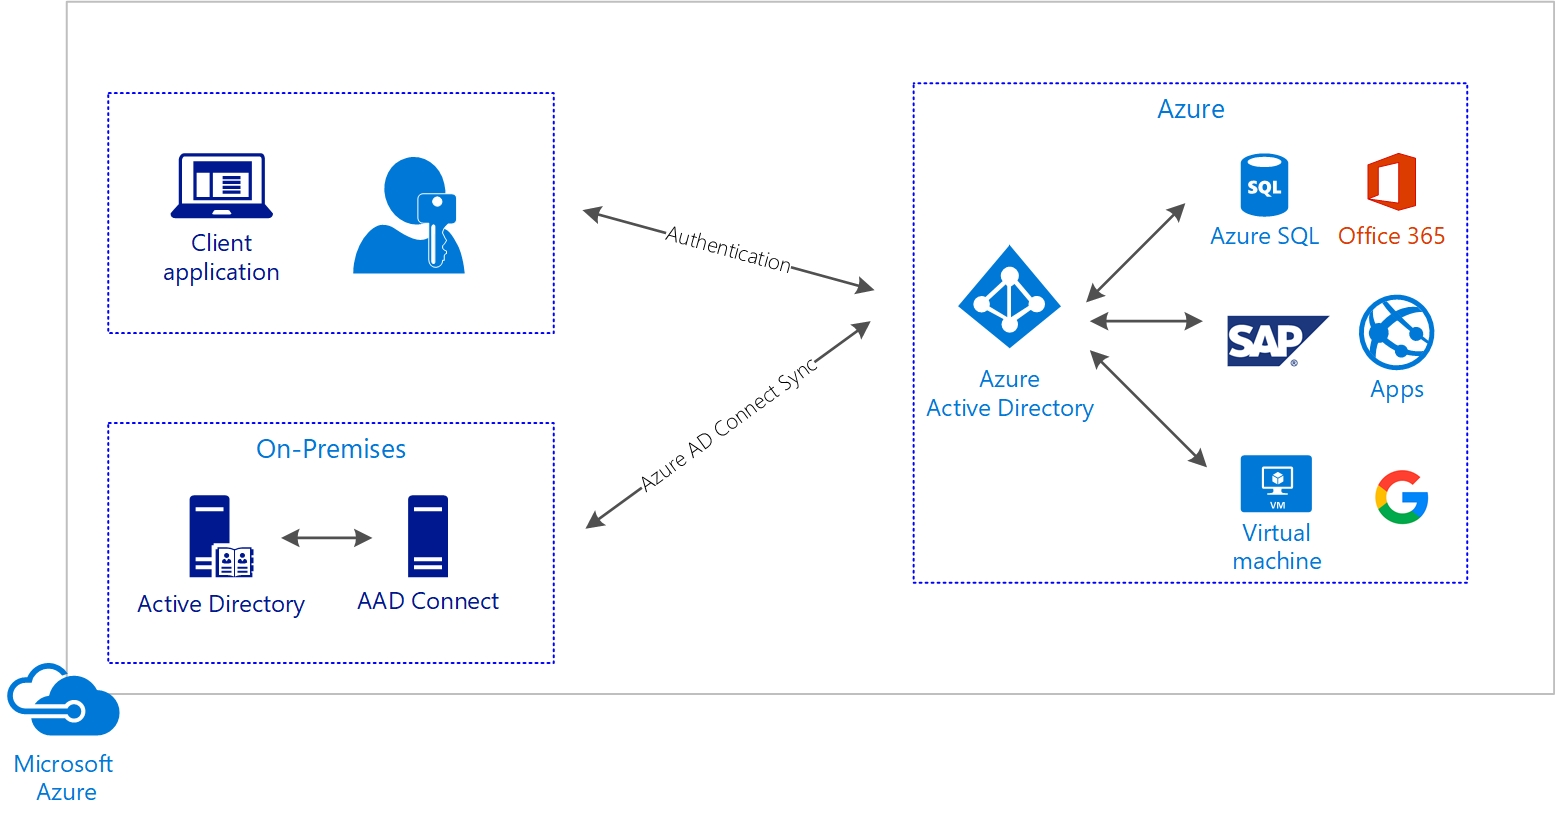 Azure
SQL
Azure SQL
Office 365
Client
application
Authentication
Azure
Active Directory
SAP
®
Apps
Azure AD Connect Sync
On-Premises
Active Directory
AAD Connect
VM
Virtual
machine
G
Microsoft
Azure